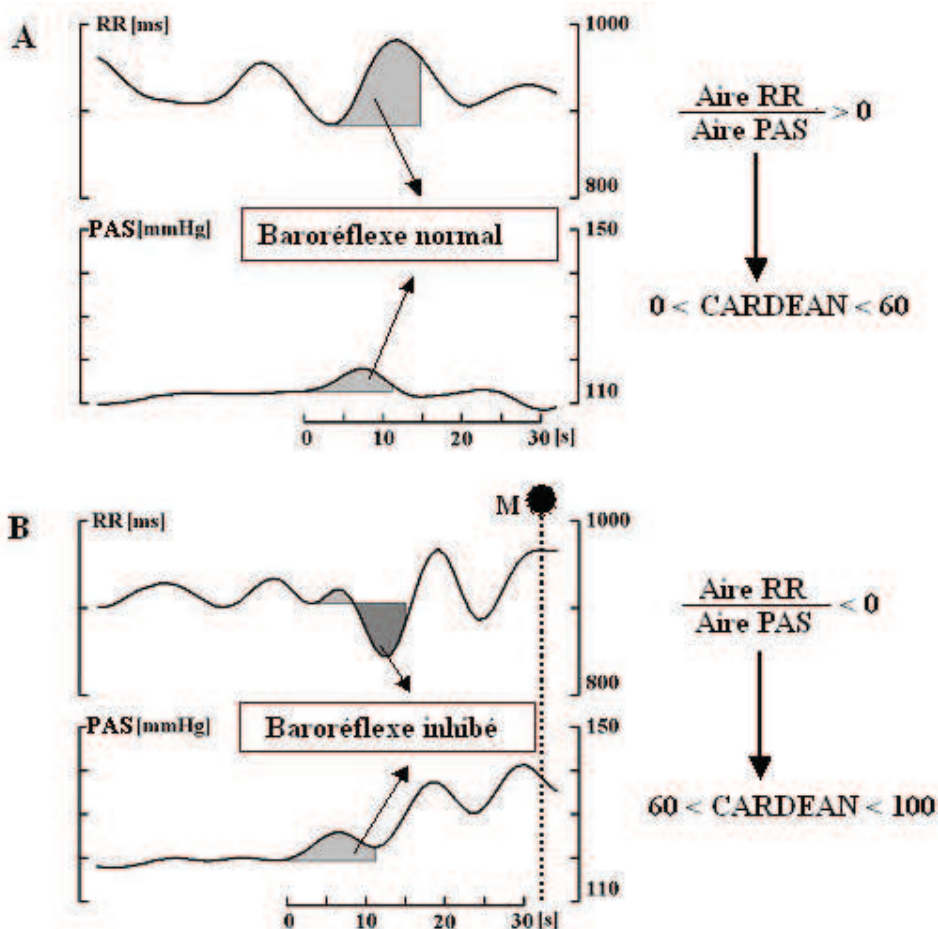 A
RR [ms]
1000
800
Aire RR
Aire PAS
> 0
PAS [mmHg]
150
Baroréflexe normal
0 < CARDEAN < 60
110
0 10 20 30 [s]
B
M
RR [ms]
1000
800
Aire RR
Aire PAS
< 0
PAS [mmHg]
150
Baroréflexe inhibé
60 < CARDEAN < 100
110
0 10 20 30 [s]